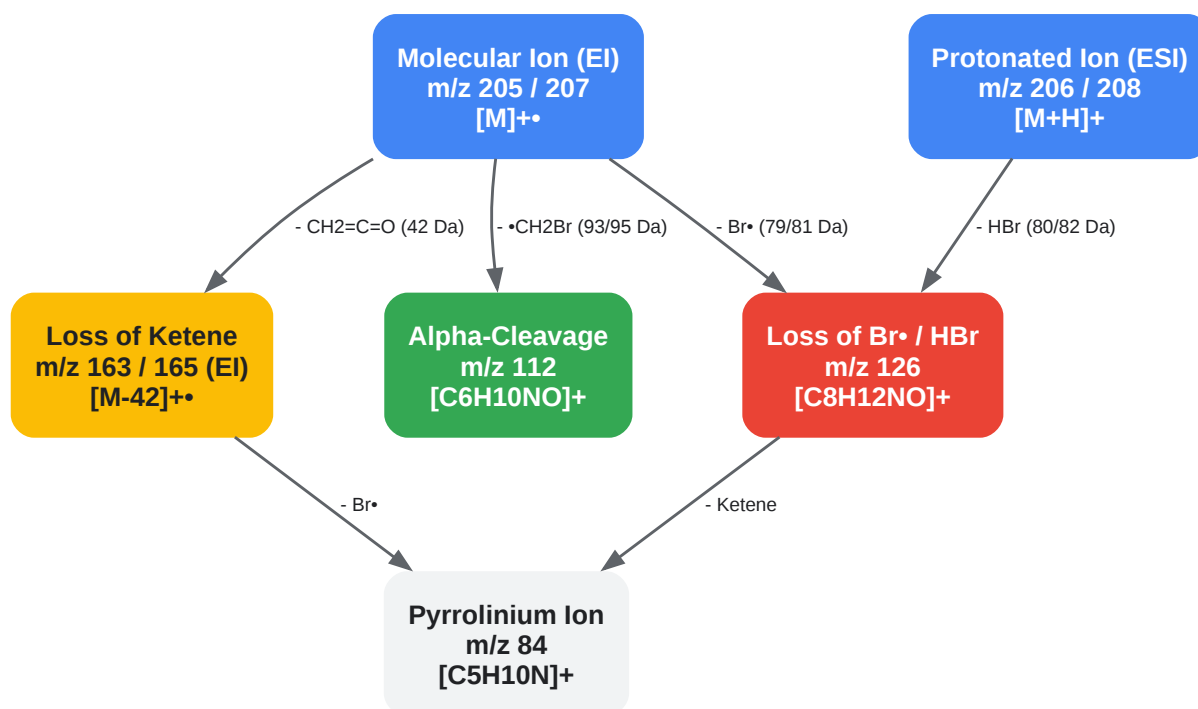 Molecular Ion (EI)
m/z 205 / 207
[M]+•
Protonated Ion (ESI)
m/z 206 / 208
[M+H]+
- CH2=C=O (42 Da)
- •CH2Br (93/95 Da)
- Br• (79/81 Da)
- HBr (80/82 Da)
Loss of Ketene
m/z 163 / 165 (EI)
[M-42]+•
Alpha-Cleavage
m/z 112
[C6H10NO]+
Loss of Br• / HBr
m/z 126
[C8H12NO]+
- Br•
- Ketene
Pyrrolinium Ion
m/z 84
[C5H10N]+